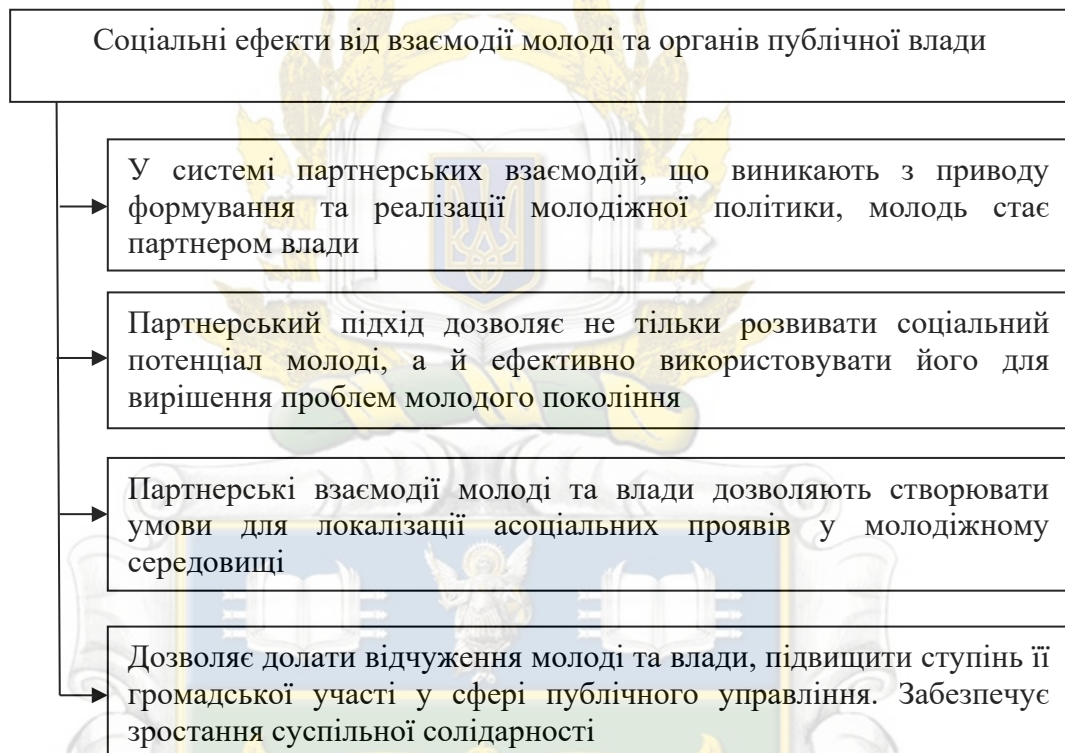 Соціальні ефекти від взаємодії молоді та органів публічної влади
У системі партнерських взаємодій, що виникають з приводу
формування та реалізації молодіжної політики, молодь стає
партнером влади
Партнерський підхід дозволяє не тільки розвивати соціальний
потенціал молоді, а й ефективно використовувати його для
вирішення проблем молодого покоління
Партнерські взаємодії молоді та влади дозволяють створювати
умови для локалізації асоціальних проявів у молодіжному
середовищі
Дозволяє долати відчуження молоді та влади, підвищити ступінь її
громадської участі у сфері публічного управління. Забезпечує
зростання суспільної солідарності